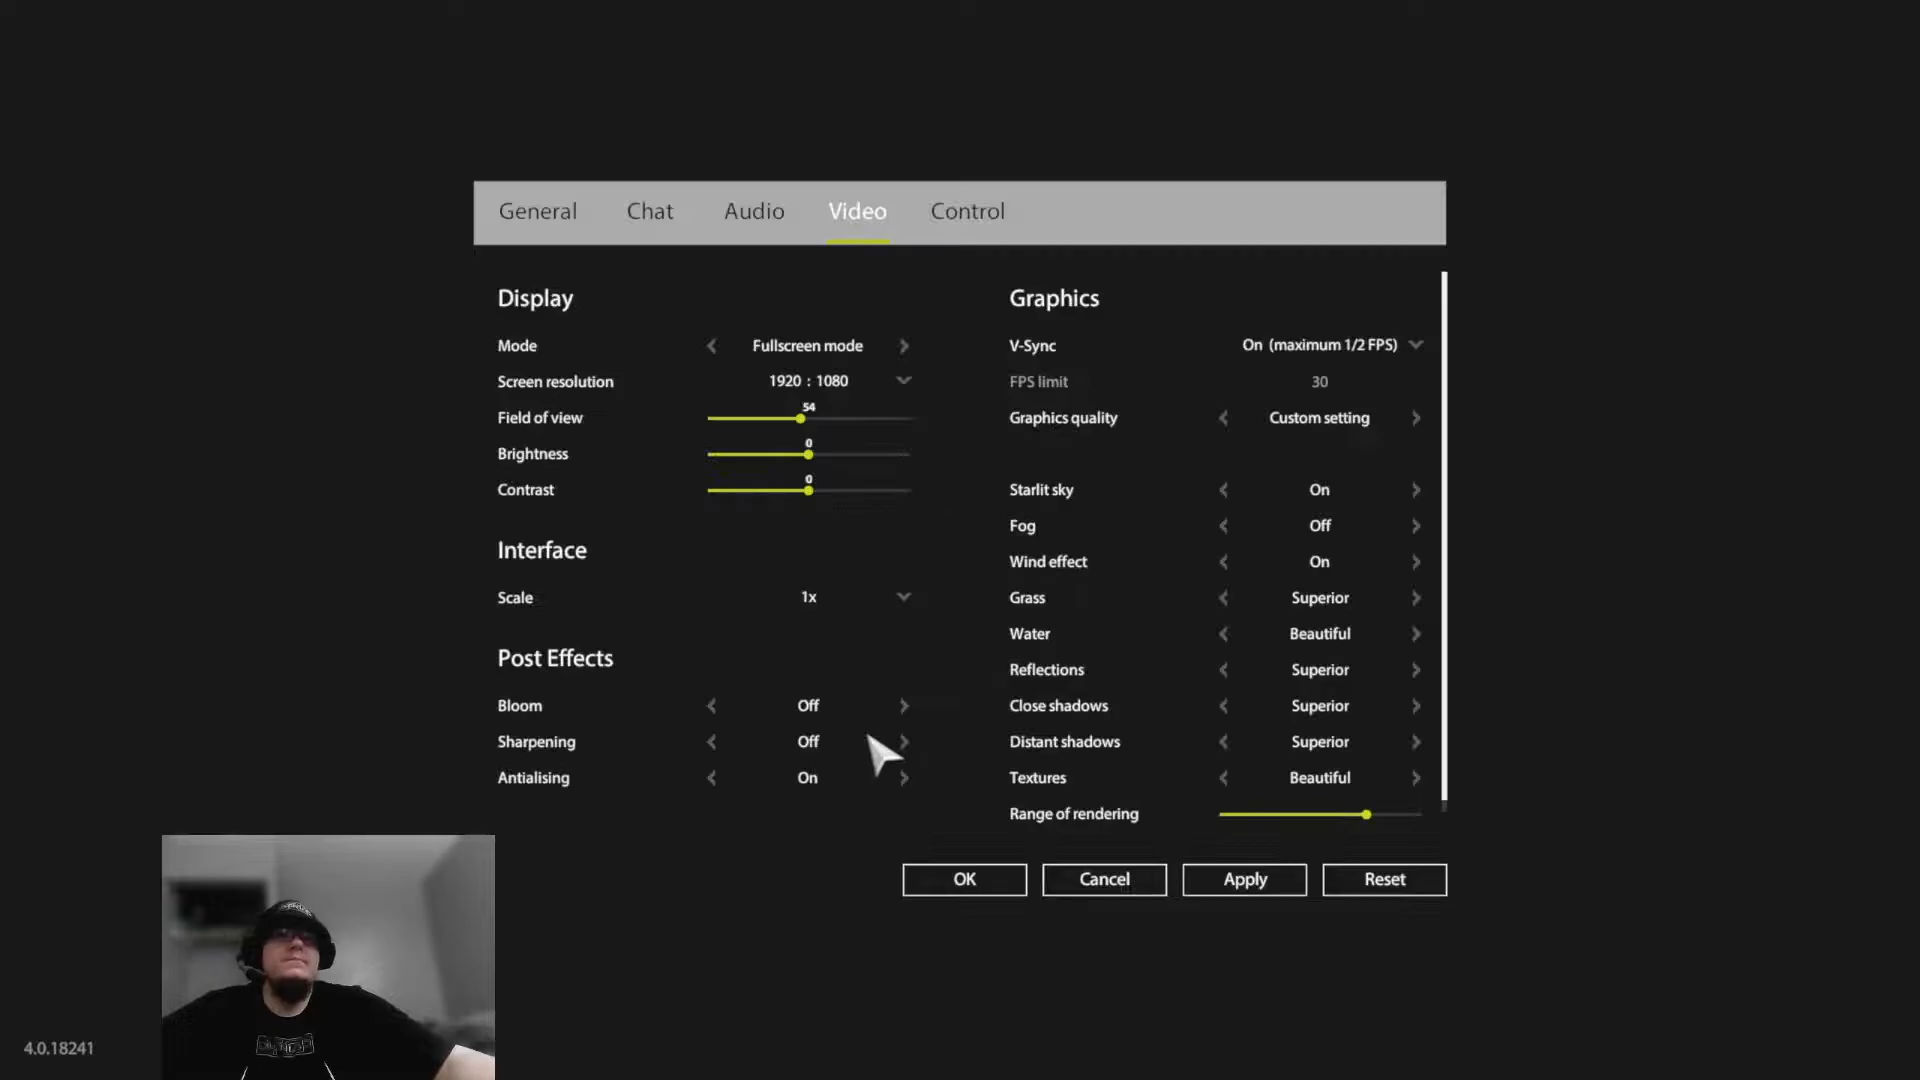 General Chat Audio Video Control
Display
Mode Fullscreen mode
Screen resolution 1920 : 1080
Field of view 54
Brightness 0
Contrast 0
Interface
Scale 1x
Post Effects
Bloom Off
Sharpening Off
Antialising On
Graphics
V-Sync On (maximum 1/2 FPS)
FPS limit 30
Graphics quality Custom setting
Starlit sky On
Fog Off
Wind effect On
Grass Superior
Water Beautiful
Reflections Superior
Close shadows Superior
Distant shadows Superior
Textures Beautiful
Range of rendering
OK Cancel Apply Reset
4.0.18241